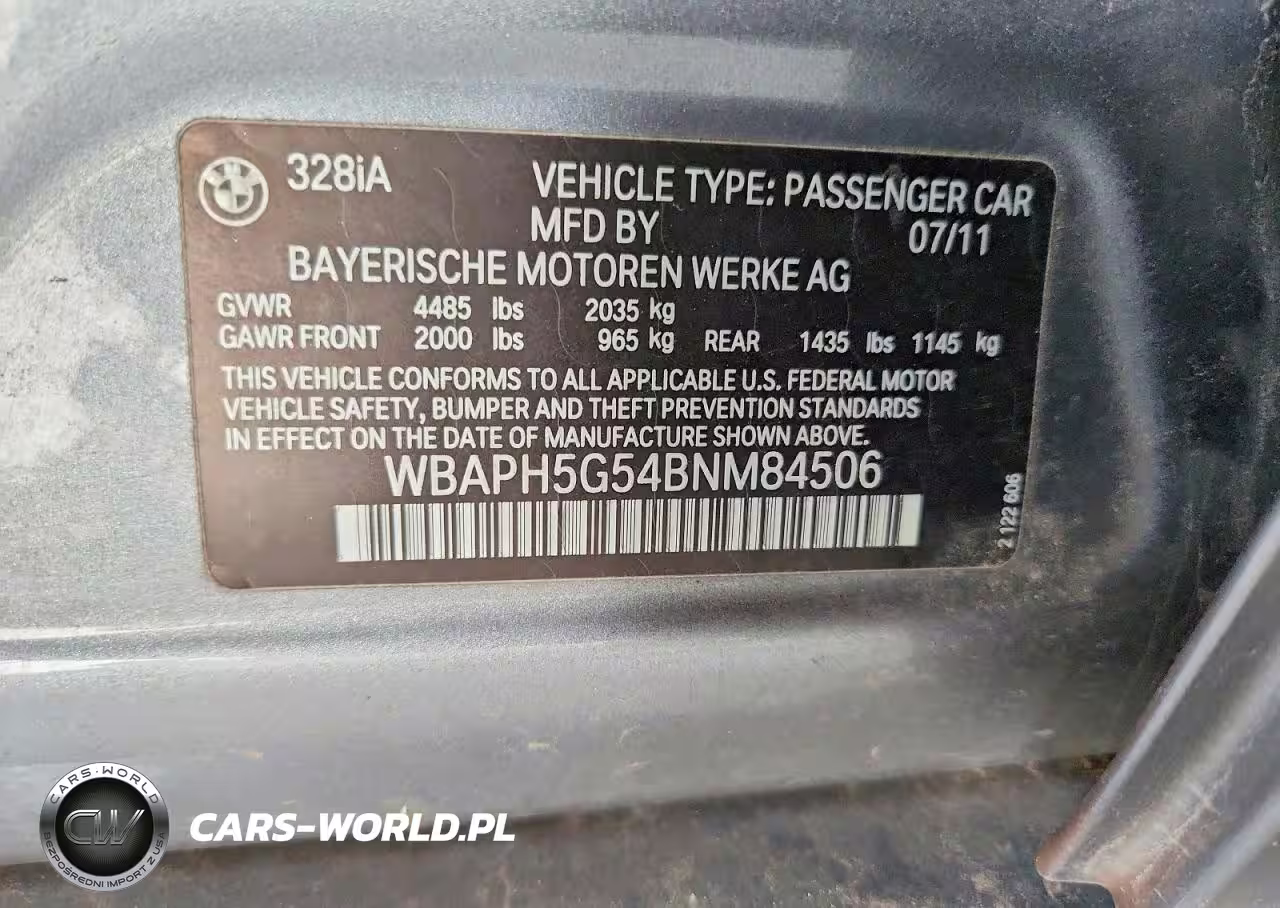 328iA
VEHICLE TYPE: PASSENGER CAR
MFD BY 07/11
BAYERISCHE MOTOREN WERKE AG
GVWR 4485 lbs 2035 kg
GAWR FRONT 2000 lbs 965 kg REAR 1435 lbs 1145 kg
THIS VEHICLE CONFORMS TO ALL APPLICABLE U.S. FEDERAL MOTOR
VEHICLE SAFETY, BUMPER AND THEFT PREVENTION STANDARDS
IN EFFECT ON THE DATE OF MANUFACTURE SHOWN ABOVE.
WBAPH5G54BNM84506
2 122 606
CARS-WORLD
CW
BEZPOŚREDNI IMPORT Z USA
CARS-WORLD.PL